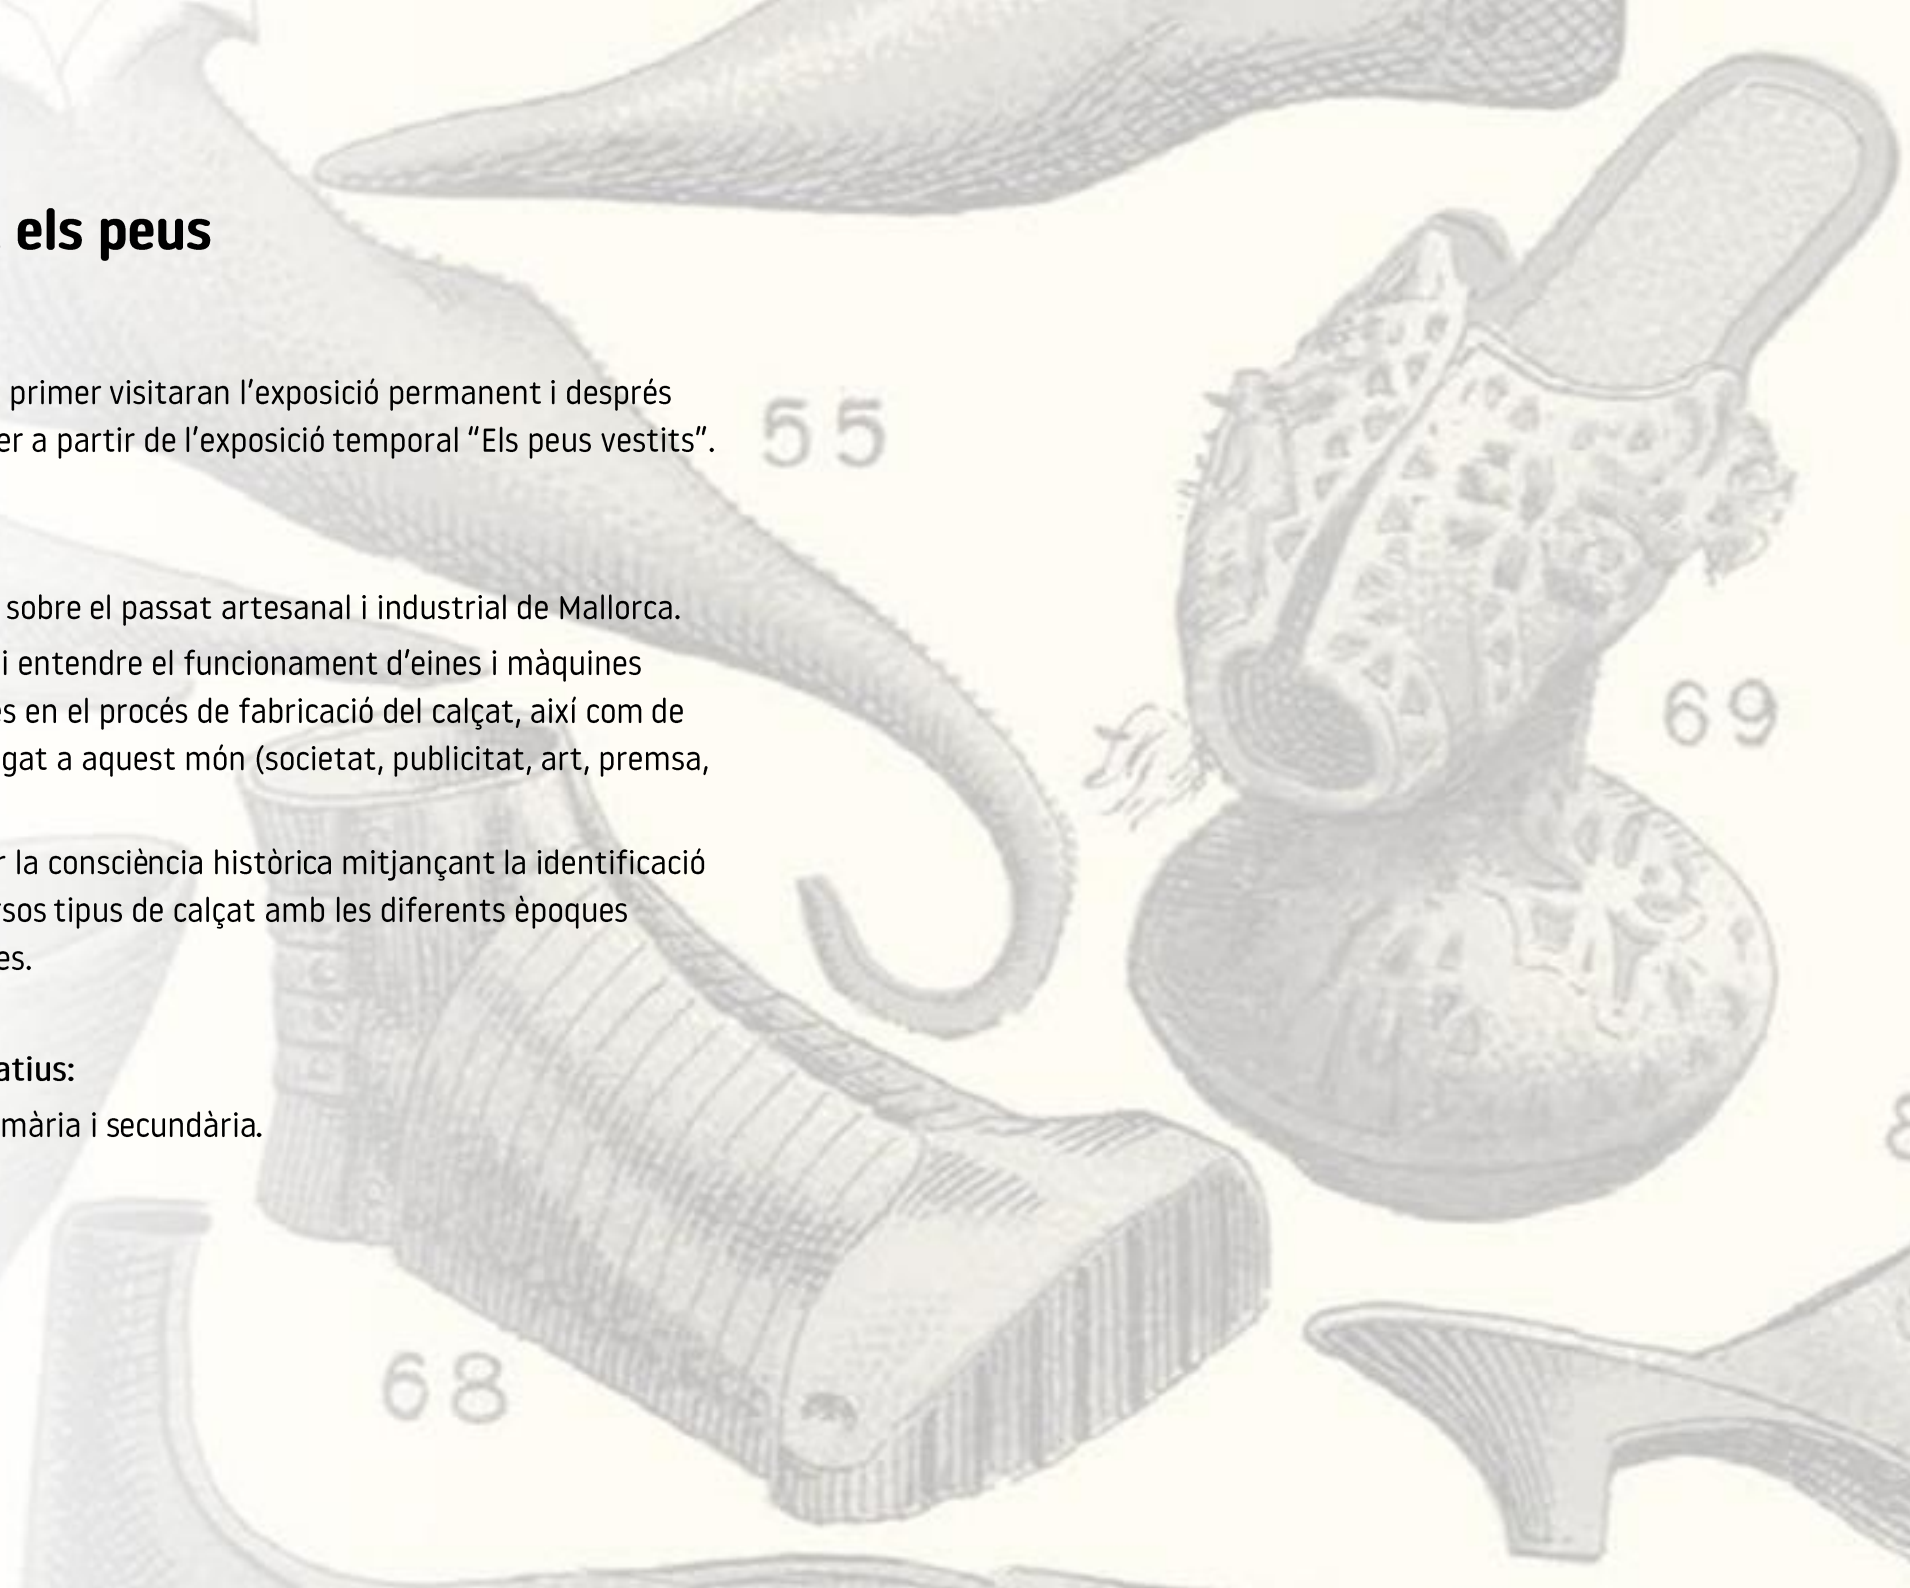 els peus
primer visitaran l’exposició permanent i després
er a partir de l’exposició temporal “Els peus vestits”.
55
sobre el passat artesanal i industrial de Mallorca.
i entendre el funcionament d’eines i màquines
es en el procés de fabricació del calçat, així com de
69
gat a aquest món (societat, publicitat, art, premsa,
r la consciència històrica mitjançant la identificació
rsos tipus de calçat amb les diferents èpoques
es.
atius:
mària i secundària.
68